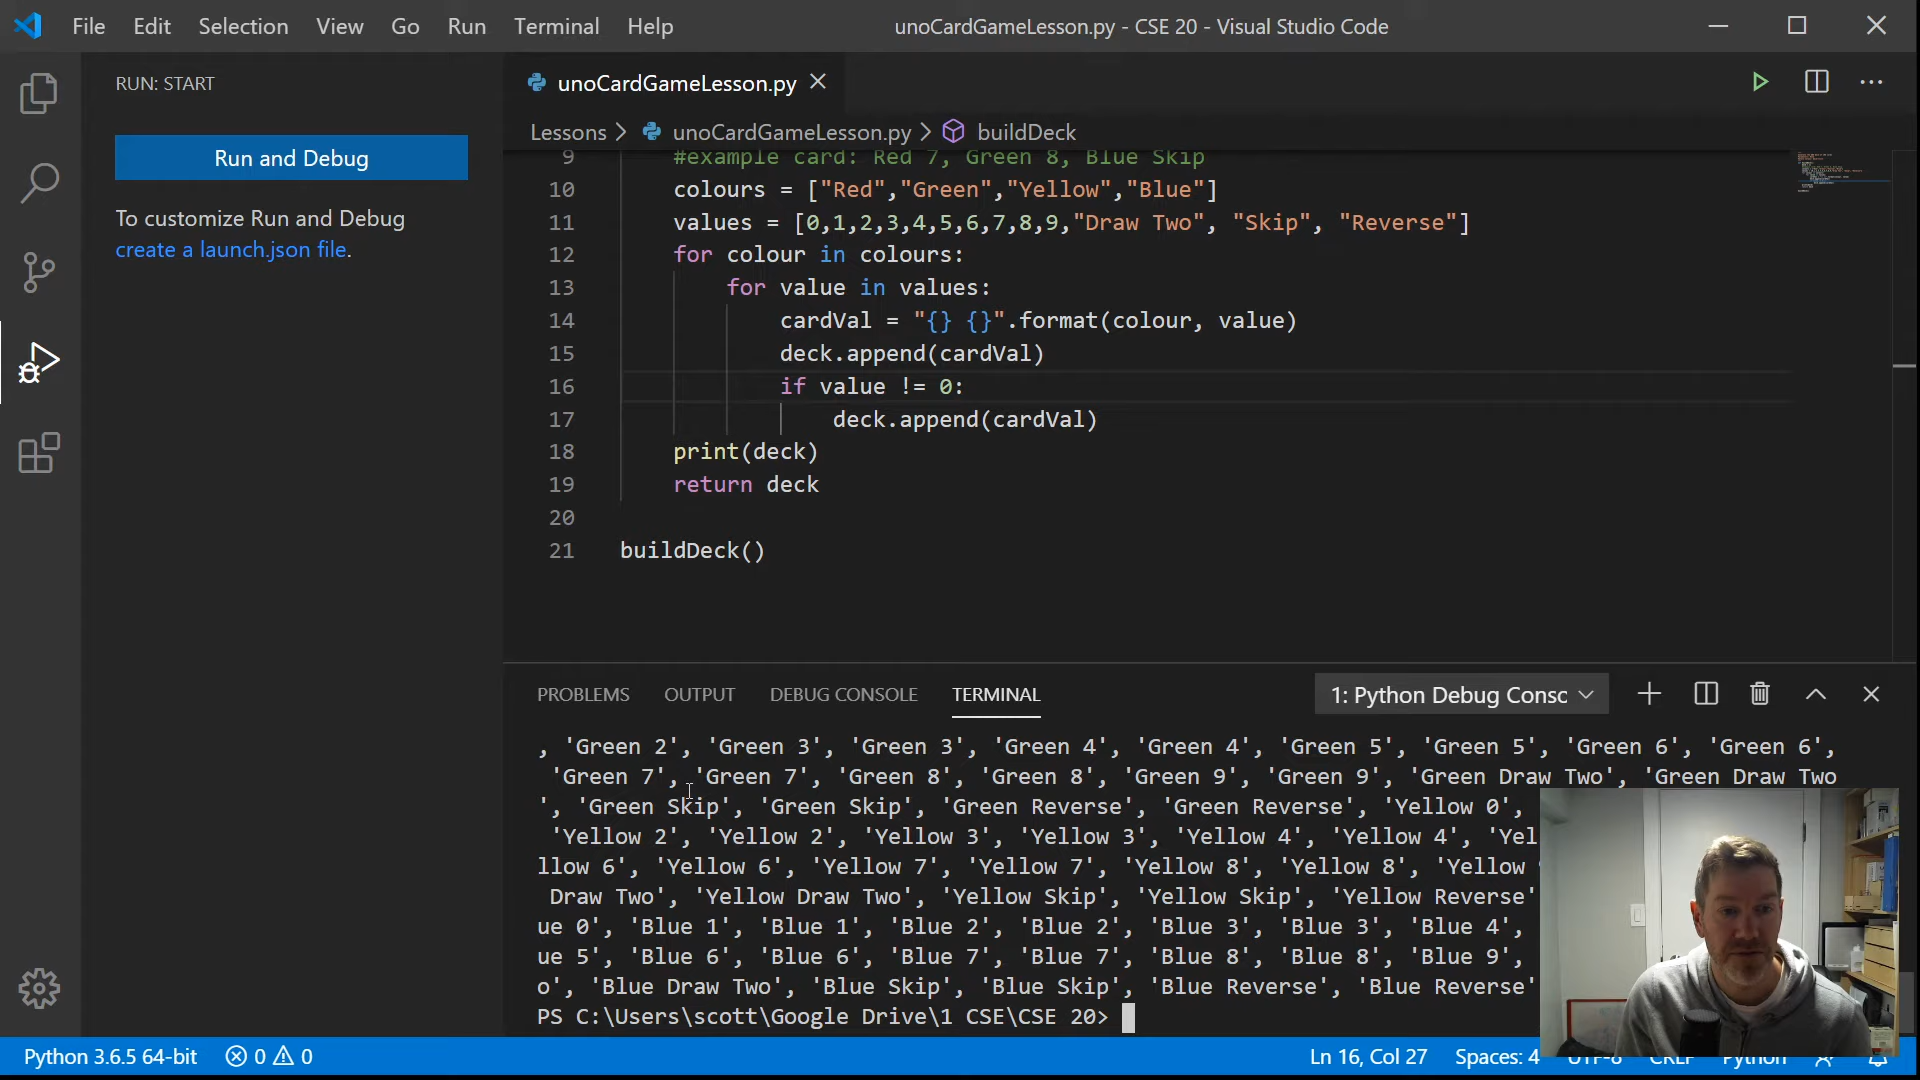 File Edit Selection View Go Run Terminal Help
unoCardGameLesson.py - CSE 20 - Visual Studio Code
RUN: START
Run and Debug
To customize Run and Debug
create a launch.json file.
unoCardGameLesson.py
Lessons > unoCardGameLesson.py > buildDeck
9 #example card: Red 7, Green 8, Blue Skip
10 colours = ["Red","Green","Yellow","Blue"]
11 values = [0,1,2,3,4,5,6,7,8,9,"Draw Two", "Skip", "Reverse"]
12 for colour in colours:
13 for value in values:
14 cardVal = "{} {}".format(colour, value)
15 deck.append(cardVal)
16 if value != 0:
17 deck.append(cardVal)
18 print(deck)
19 return deck
20
21 buildDeck()
PROBLEMS OUTPUT DEBUG CONSOLE TERMINAL
1: Python Debug Consc
, 'Green 2', 'Green 3', 'Green 3', 'Green 4', 'Green 4', 'Green 5', 'Green 5', 'Green 6', 'Green 6',
'Green 7', 'Green 7', 'Green 8', 'Green 8', 'Green 9', 'Green 9', 'Green Draw Two', 'Green Draw Two
', 'Green Skip', 'Green Skip', 'Green Reverse', 'Green Reverse', 'Yellow 0',
'Yellow 2', 'Yellow 2', 'Yellow 3', 'Yellow 3', 'Yellow 4', 'Yellow 4', 'Yel
llow 6', 'Yellow 6', 'Yellow 7', 'Yellow 7', 'Yellow 8', 'Yellow 8', 'Yellow
Draw Two', 'Yellow Draw Two', 'Yellow Skip', 'Yellow Skip', 'Yellow Reverse'
ue 0', 'Blue 1', 'Blue 1', 'Blue 2', 'Blue 2', 'Blue 3', 'Blue 3', 'Blue 4',
ue 5', 'Blue 6', 'Blue 6', 'Blue 7', 'Blue 7', 'Blue 8', 'Blue 8', 'Blue 9',
o', 'Blue Draw Two', 'Blue Skip', 'Blue Skip', 'Blue Reverse', 'Blue Reverse'
PS C:\Users\scott\Google Drive\1 CSE\CSE 20>
Python 3.6.5 64-bit 0 0 Ln 16, Col 27 Spaces: 4 UTF-8 CRLF Python